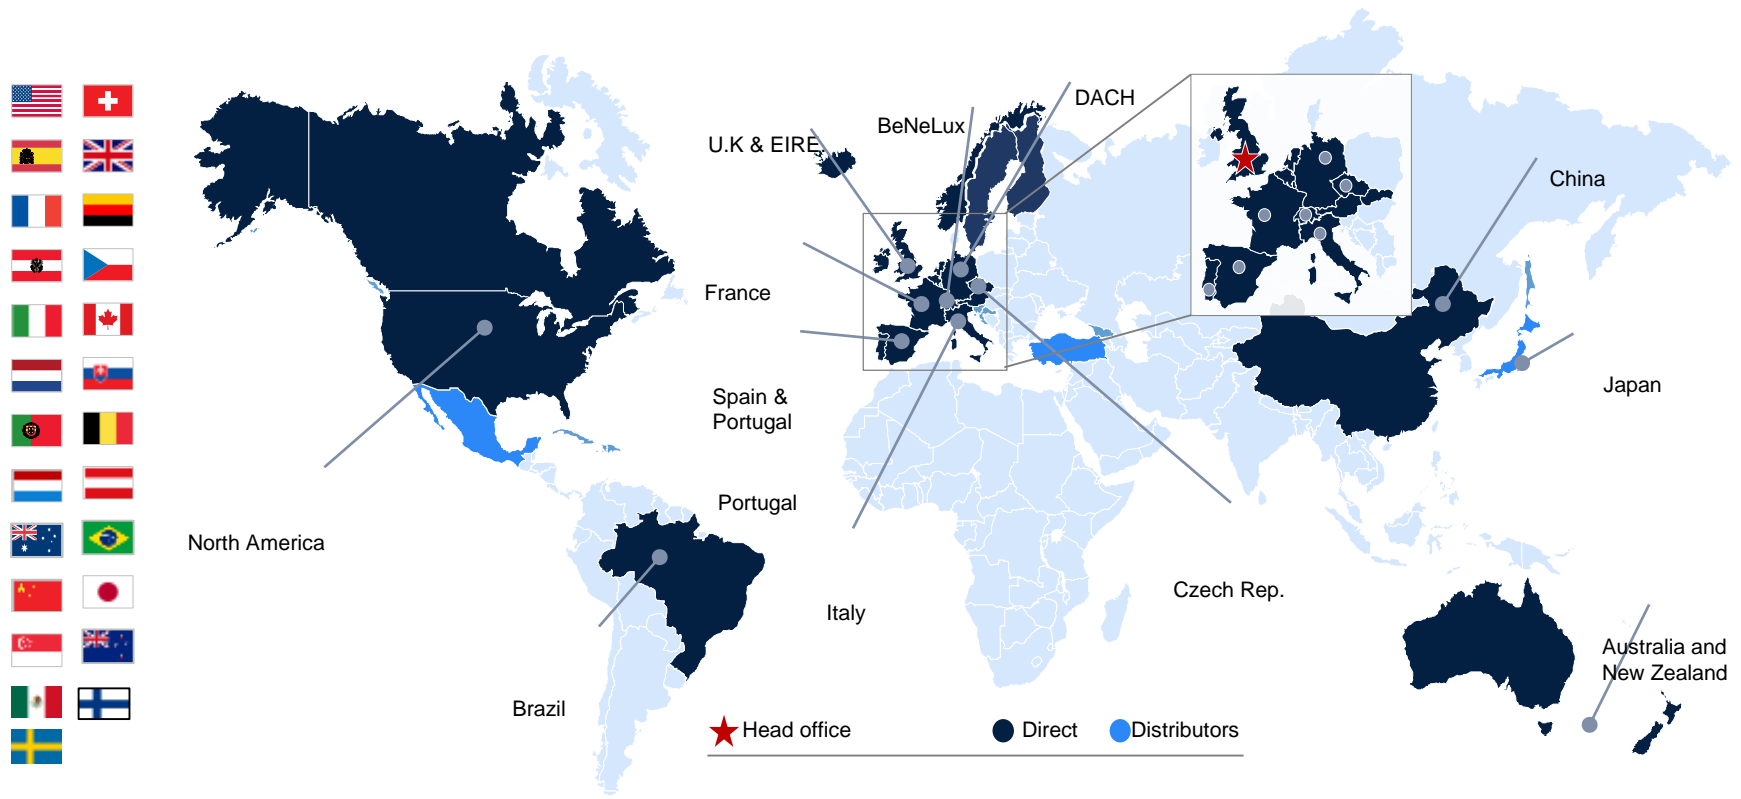 DACH
BeNeLux
U.K & EIRE.
China
France
Japan
Spain &
Portugal
Portugal
North America
Czech Rep.
Italy
Australia and
New Zealand
Brazil
Head office
Direct
Distributors